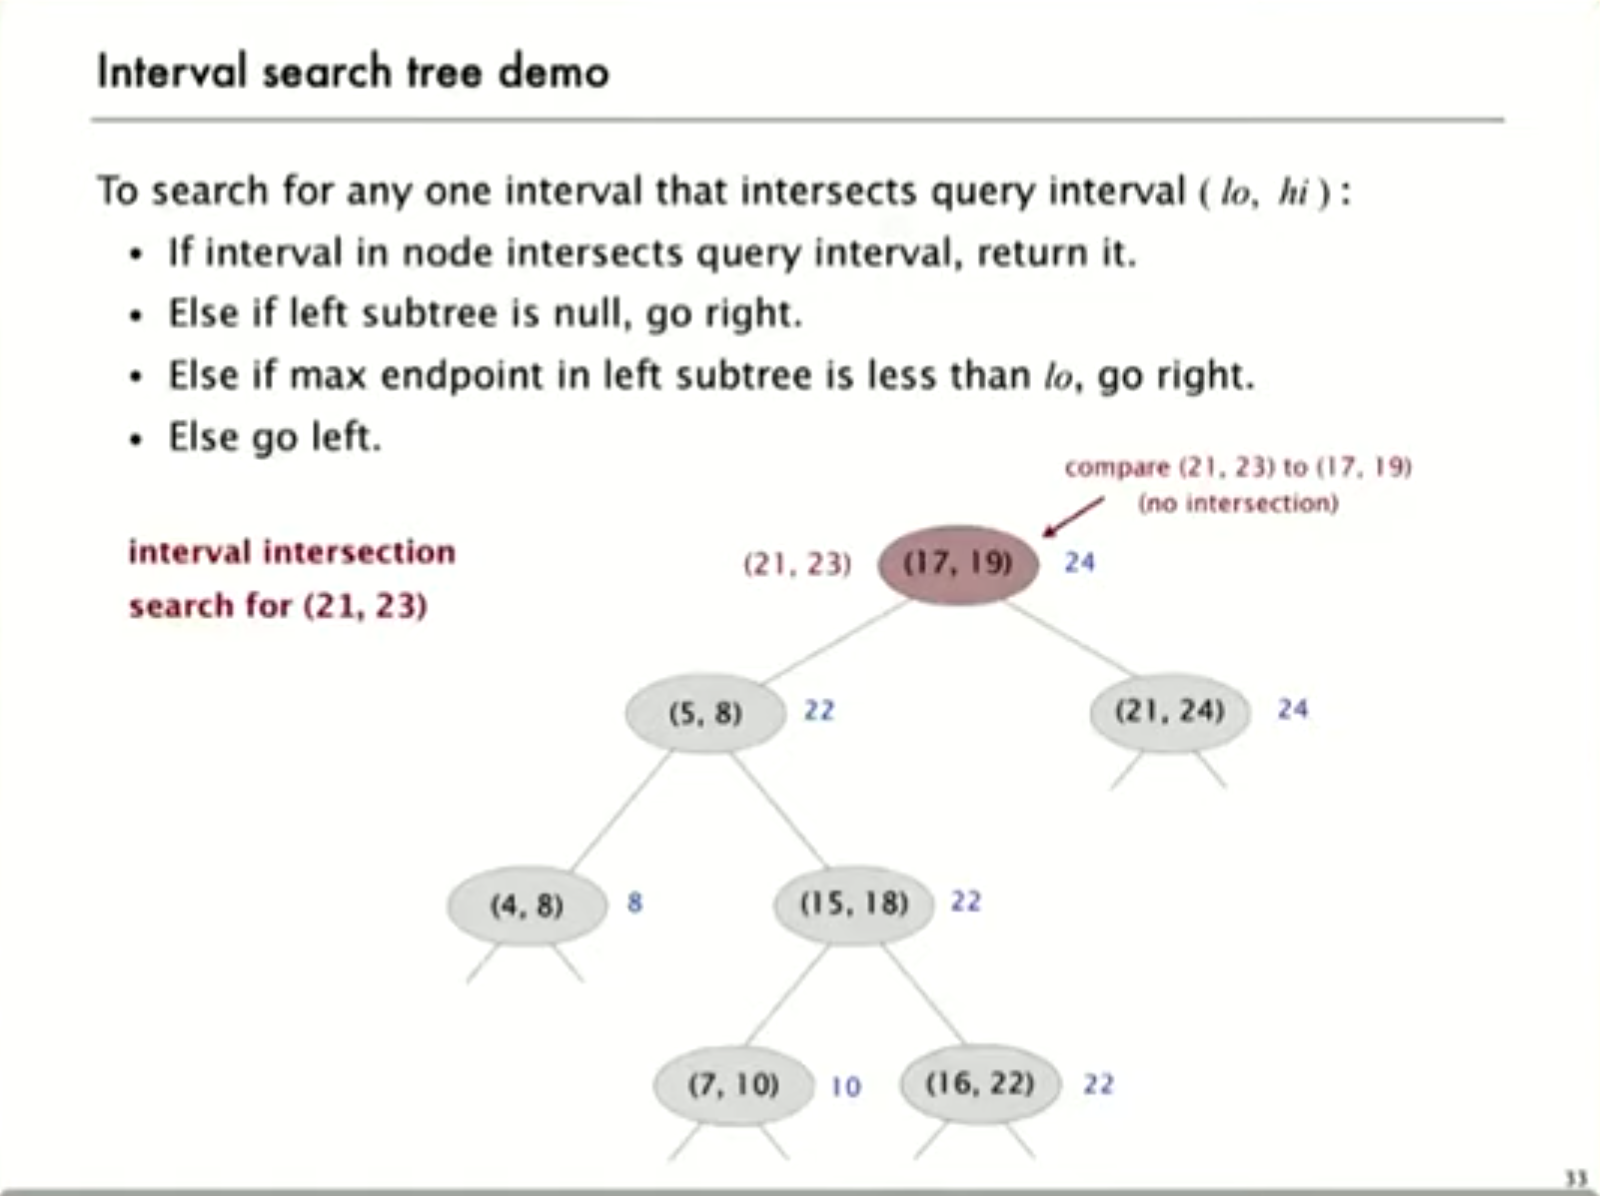 Interval search tree demo
To search for any one interval that intersects query interval ( lo, hi ) :
• If interval in node intersects query interval, return it.
• Else if left subtree is null, go right.
• Else if max endpoint in left subtree is less than lo, go right.
• Else go left.
compare (21, 23) to (17, 19)
(no intersection)
interval intersection
search for (21, 23)
(21, 23) (17, 19) 24
(5, 8) 22 (21, 24) 24
(4, 8) 8 (15, 18) 22
(7, 10) 10 (16, 22) 22
33